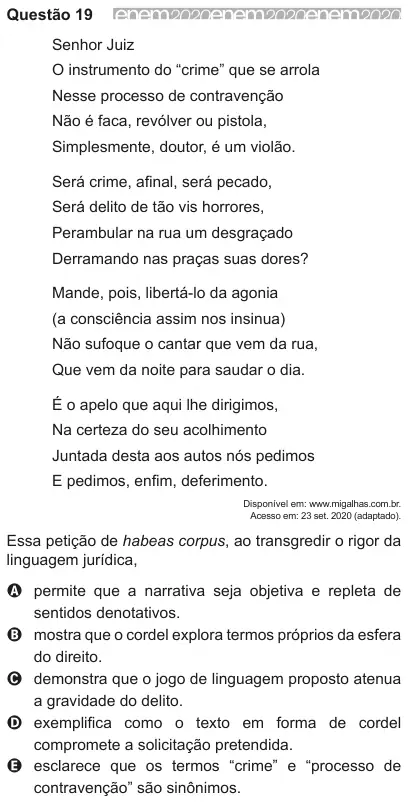 Questão 19 enem2020enem2020enem2020
Senhor Juiz
O instrumento do “crime” que se arrola
Nesse processo de contravenção
Não é faca, revólver ou pistola,
Simplesmente, doutor, é um violão.
Será crime, afinal, será pecado,
Será delito de tão vis horrores,
Perambular na rua um desgraçado
Derramando nas praças suas dores?
Mande, pois, libertá-lo da agonia
(a consciência assim nos insinua)
Não sufoque o cantar que vem da rua,
Que vem da noite para saudar o dia.
É o apelo que aqui lhe dirigimos,
Na certeza do seu acolhimento
Juntada desta aos autos nós pedimos
E pedimos, enfim, deferimento.
Disponível em: www.migalhas.com.br.
Acesso em: 23 set. 2020 (adaptado).
Essa petição de habeas corpus, ao transgredir o rigor da
linguagem jurídica,
A permite que a narrativa seja objetiva e repleta de
sentidos denotativos.
B mostra que o cordel explora termos próprios da esfera
do direito.
C demonstra que o jogo de linguagem proposto atenua
a gravidade do delito.
D exemplifica como o texto em forma de cordel
compromete a solicitação pretendida.
E esclarece que os termos “crime” e “processo de
contravenção” são sinônimos.